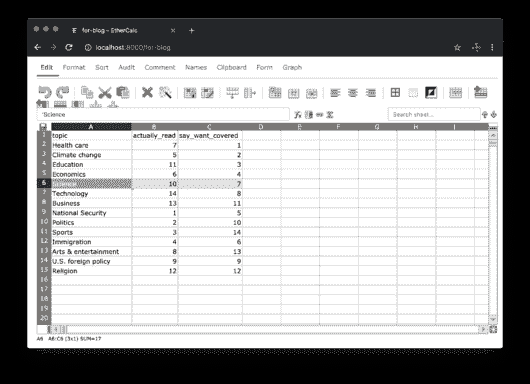 for-blog - EtherCalc
localhost:8000/for-blog
Edit Format Sort Audit Comment Names Clipboard Form Graph
'Science
Search sheet...
A B C D E F G H I
1 topic actually_read say_want_covered
2 Health care 7 1
3 Climate change 5 2
4 Education 11 3
5 Economics 6 4
6 Science 10 7
7 Technology 14 8
8 Business 13 11
9 National Security 1 5
10 Politics 2 10
11 Sports 3 14
12 Immigration 4 6
13 Arts & entertainment 8 13
14 U.S. foreign policy 9 9
15 Religion 12 12
16
17
18
19
20
A6 A6:C6 (3x1) SUM=17